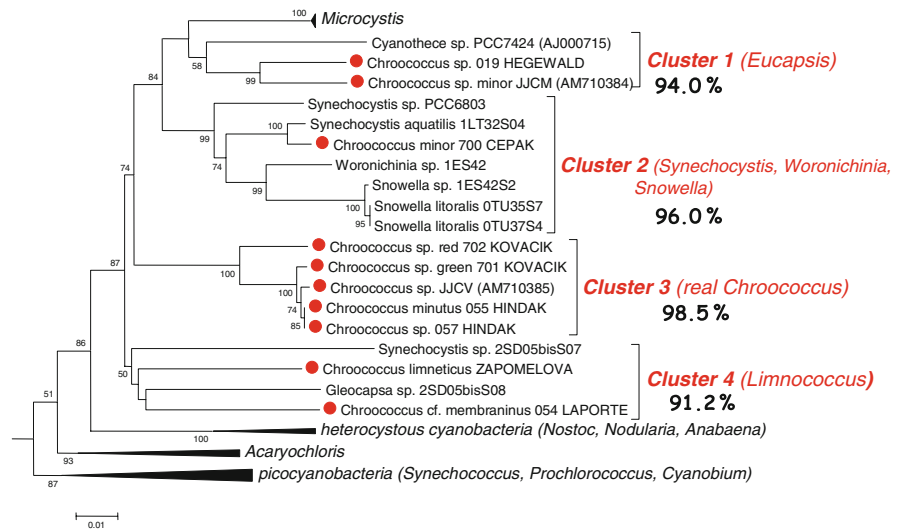 100 Microcystis
Cyanothece sp. PCC7424 (AJ000715)
58
Chroococcus sp. 019 HEGEWALD
99
Chroococcus sp. minor JJCM (AM710384)
Cluster 1 (Eucapsis)
94.0%
84
Synechocystis sp. PCC6803
99
Synechocystis aquatilis 1LT32S04
100
Chroococcus minor 700 CEPAK
74
Woronichinia sp. 1ES42
99
Snowella sp. 1ES42S2
100
Snowella litoralis 0TU35S7
95
Snowella litoralis 0TU37S4
Cluster 2 (Synechocystis, Woronichinia,
Snowella)
96.0%
74
Chroococcus sp. red 702 KOVACIK
100
Chroococcus sp. green 701 KOVACIK
100
Chroococcus sp. JJCV (AM710385)
74
Chroococcus minutus 055 HINDAK
85
Chroococcus sp. 057 HINDAK
Cluster 3 (real Chroococcus)
98.5%
87
Synechocystis sp. 2SD05bisS07
50
Chroococcus limneticus ZAPOMELOVA
Gleocapsa sp. 2SD05bisS08
Chroococcus cf. membraninus 054 LAPORTE
Cluster 4 (Limnococcus)
91.2%
86
100
heterocystous cyanobacteria (Nostoc, Nodularia, Anabaena)
51
93
Acaryochloris
87
picocyanobacteria (Synechococcus, Prochlorococcus, Cyanobium)
0.01